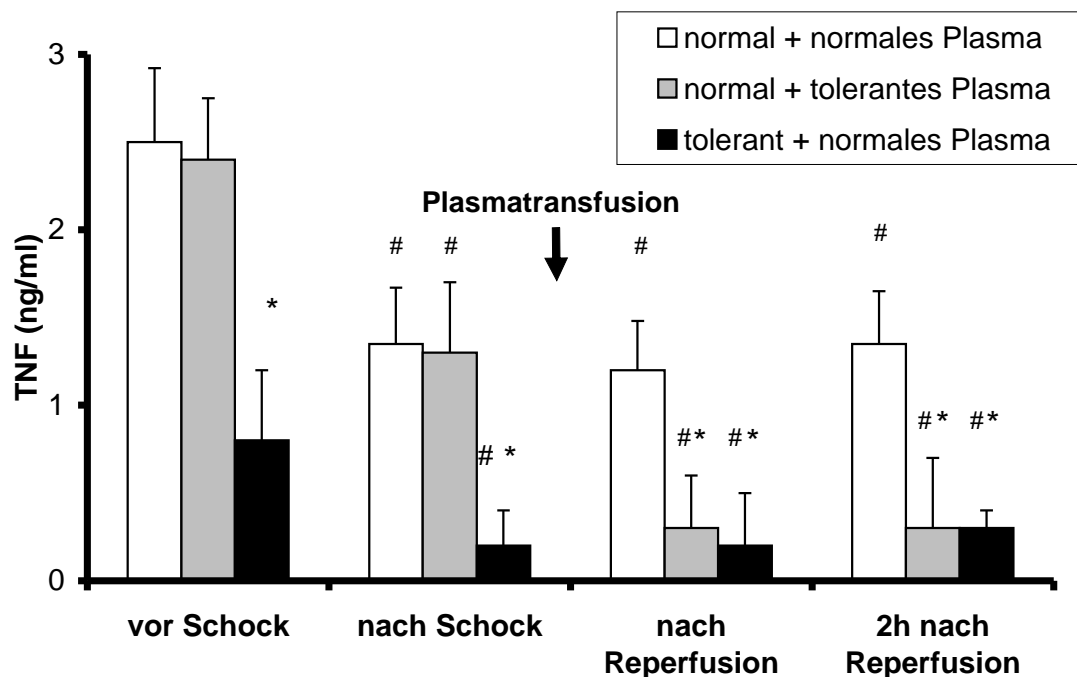 normal + normales Plasma
normal + tolerantes Plasma
tolerant + normales Plasma
3
2
1
0
TNF (ng/ml)
Plasmatransfusion
*
# #
# *
#
#* #*
#
#* #*
vor Schock
nach Schock
nach
Reperfusion
2h nach
Reperfusion